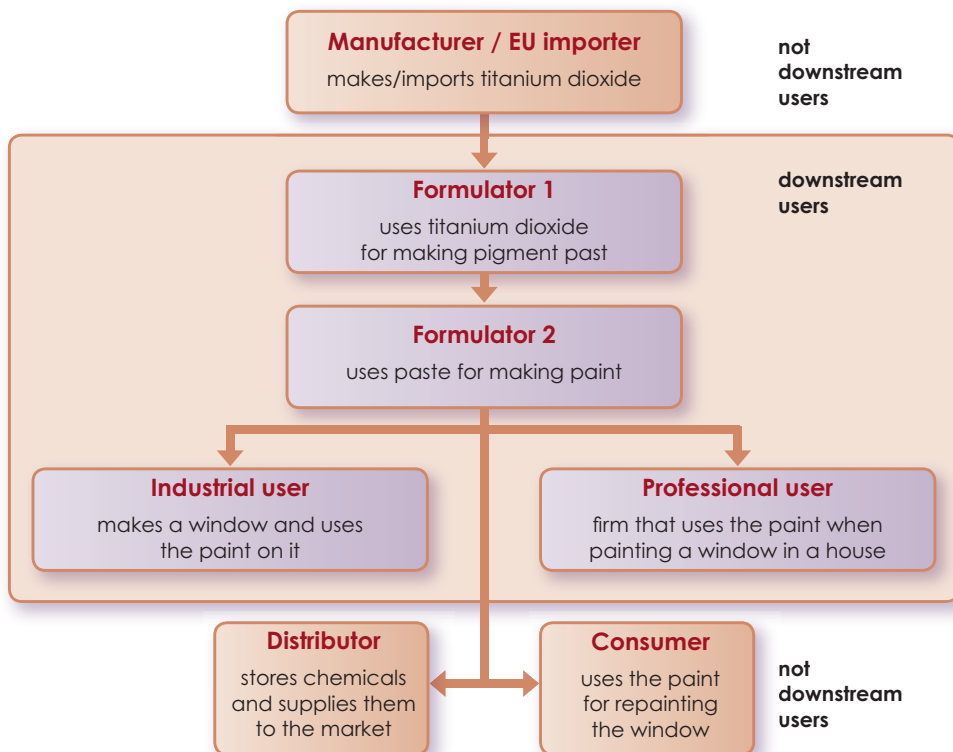 Manufacturer / EU importer
makes/imports titanium dioxide
not
downstream
users
Formulator 1
uses titanium dioxide
for making pigment past
downstream
users
Formulator 2
uses paste for making paint
Industrial user
makes a window and uses
the paint on it
Professional user
firm that uses the paint when
painting a window in a house
Distributor
stores chemicals
and supplies them
to the market
Consumer
uses the paint
for repainting
the window
not
downstream
users